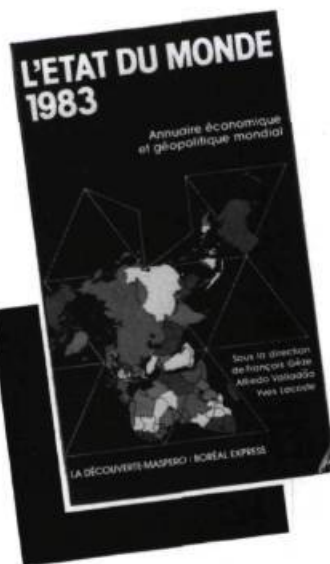 L'ETAT DU MONDE
1983
Annuaire économique
et géopolitique mondial
Sous la direction
de François Gèze
Alfredo Valladão
Yves Lacoste
LA DÉCOUVERTE-MASPERO / BORÉAL EXPRESS